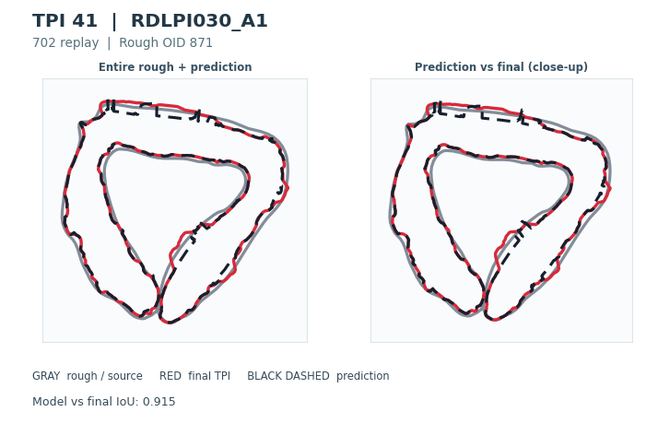 TPI 41 | RDLPI030_A1
702 replay | Rough OID 871
Entire rough + prediction
Prediction vs final (close-up)
GRAY rough / source RED final TPI BLACK DASHED prediction
Model vs final IoU: 0.915